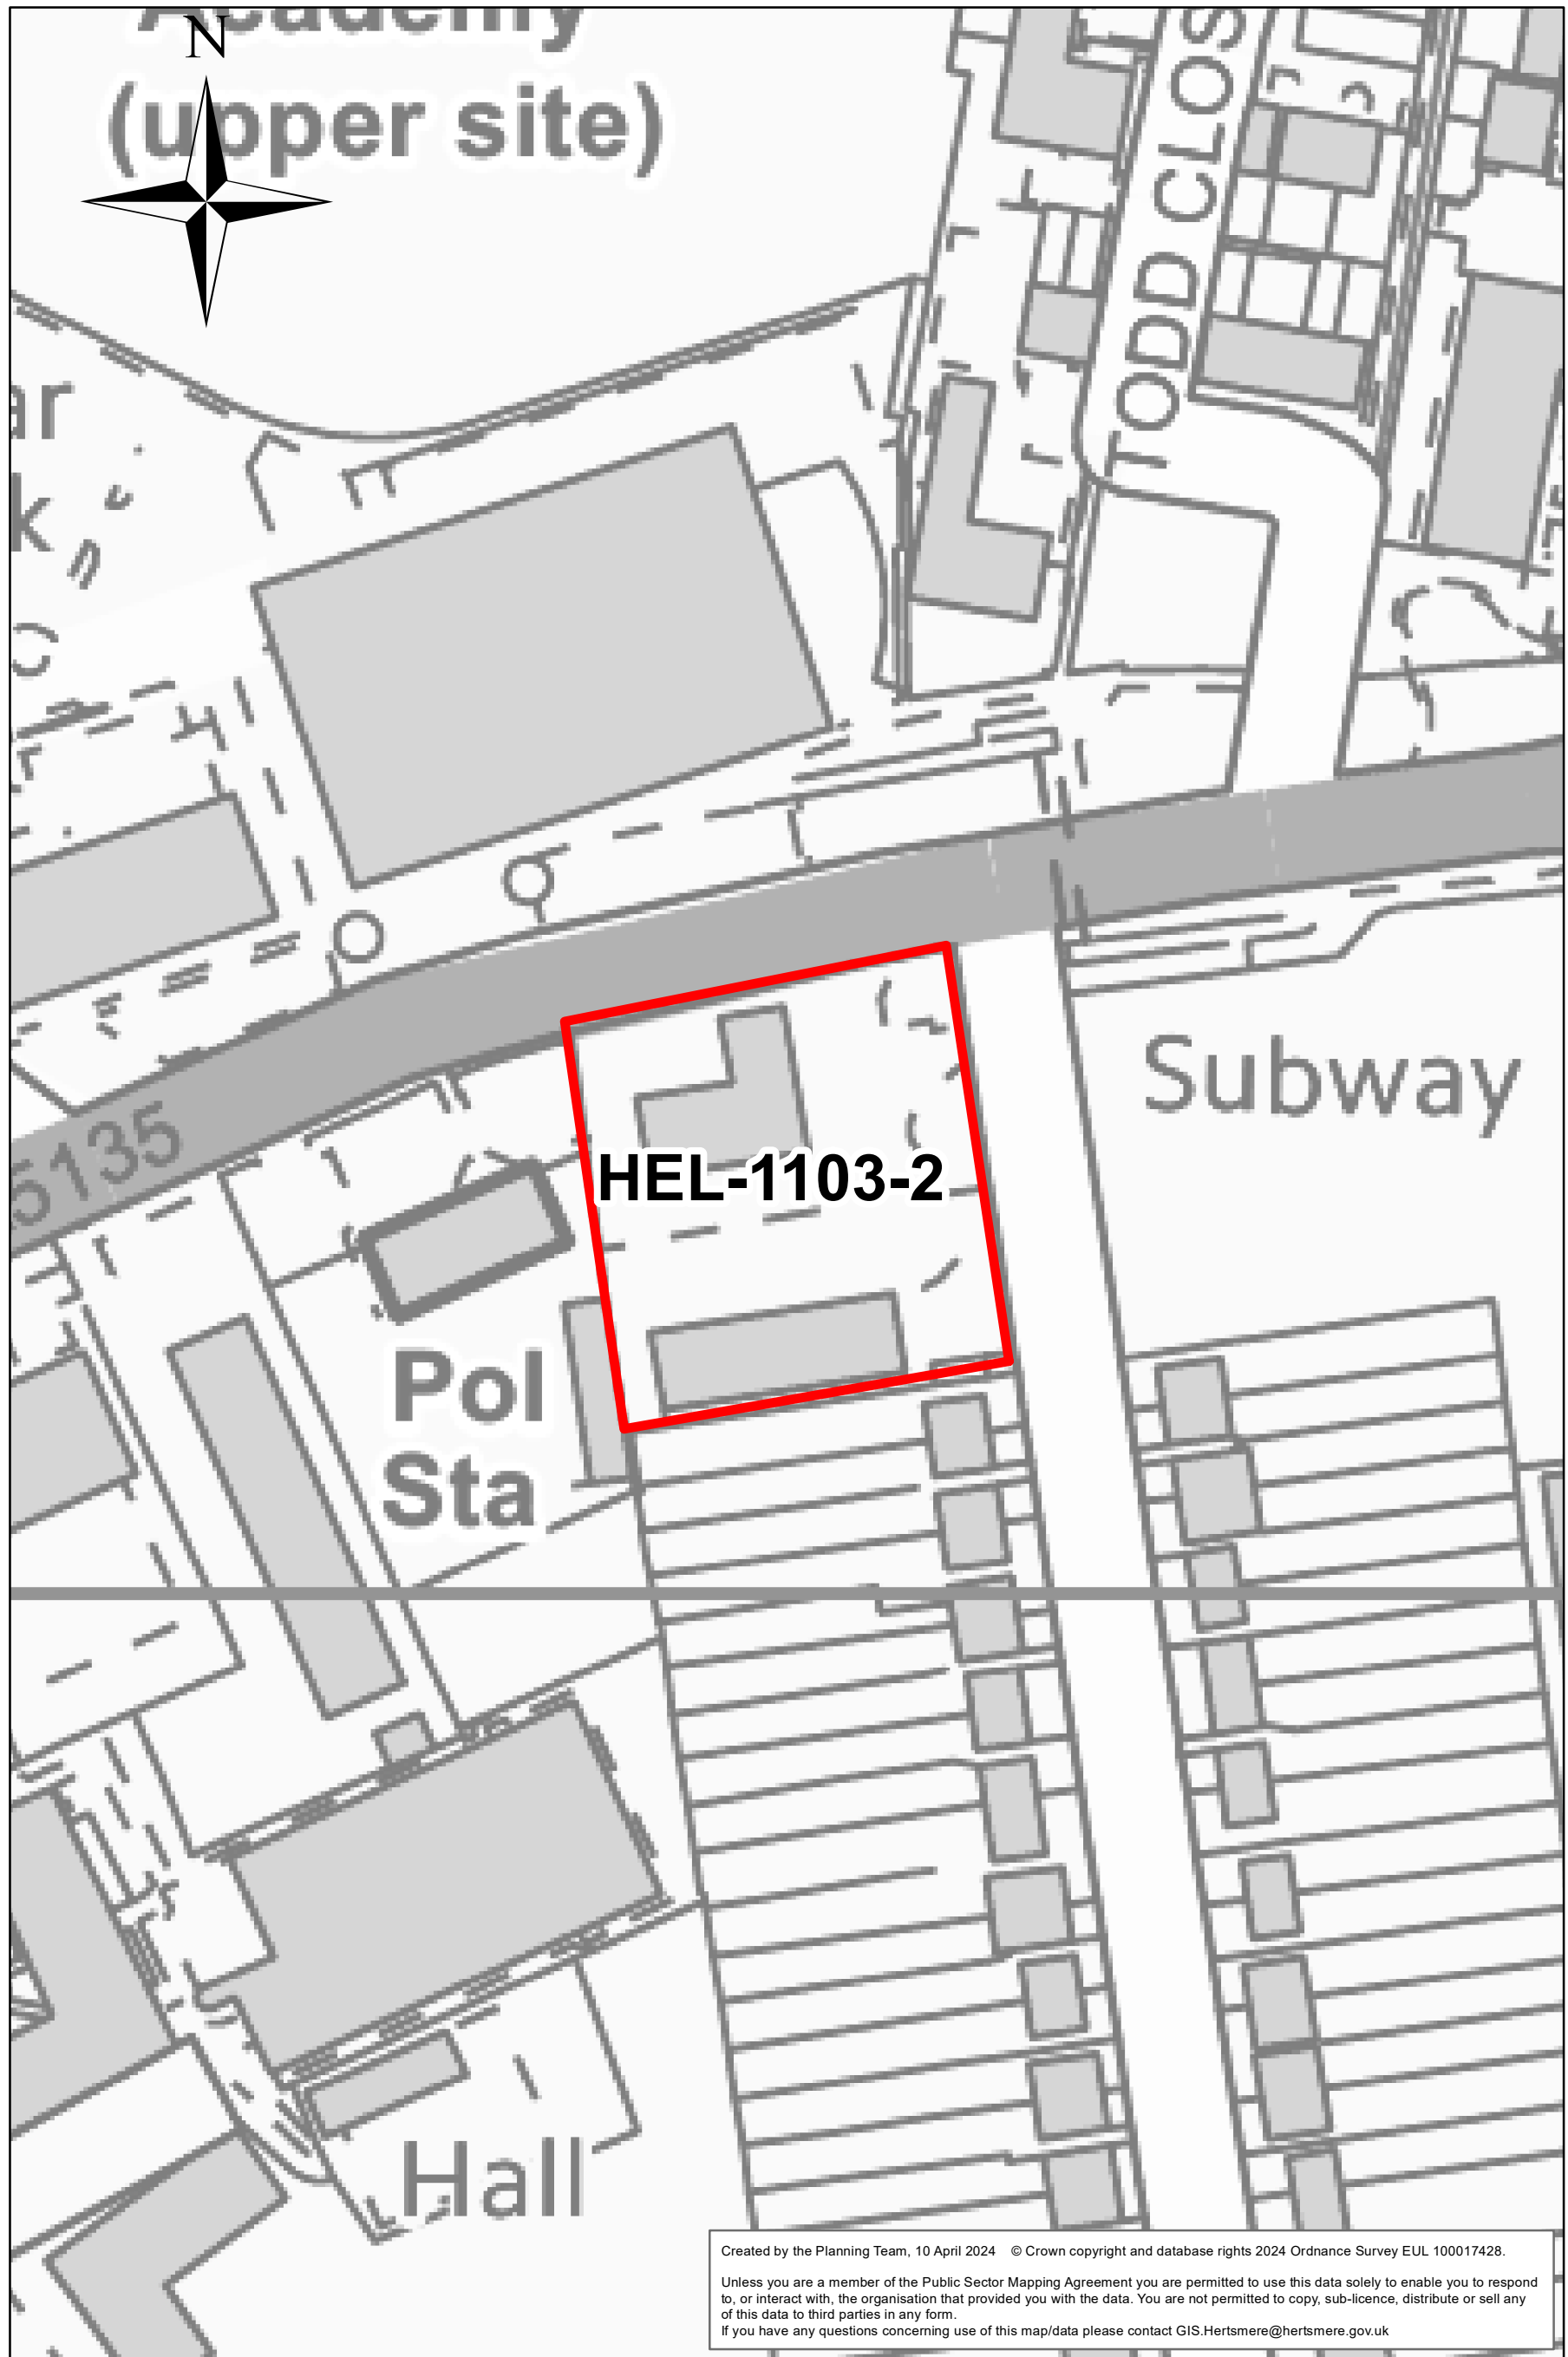 Academy
N
(upper site)
TODD CLOS
ar
k
5135
Subway
HEL-1103-2
Pol
Sta
Hall
Created by the Planning Team, 10 April 2024 © Crown copyright and database rights 2024 Ordnance Survey EUL 100017428.
Unless you are a member of the Public Sector Mapping Agreement you are permitted to use this data solely to enable you to respond
to, or interact with, the organisation that provided you with the data. You are not permitted to copy, sub-licence, distribute or sell any
of this data to third parties in any form.
If you have any questions concerning use of this map/data please contact GIS.Hertsmere@hertsmere.gov.uk